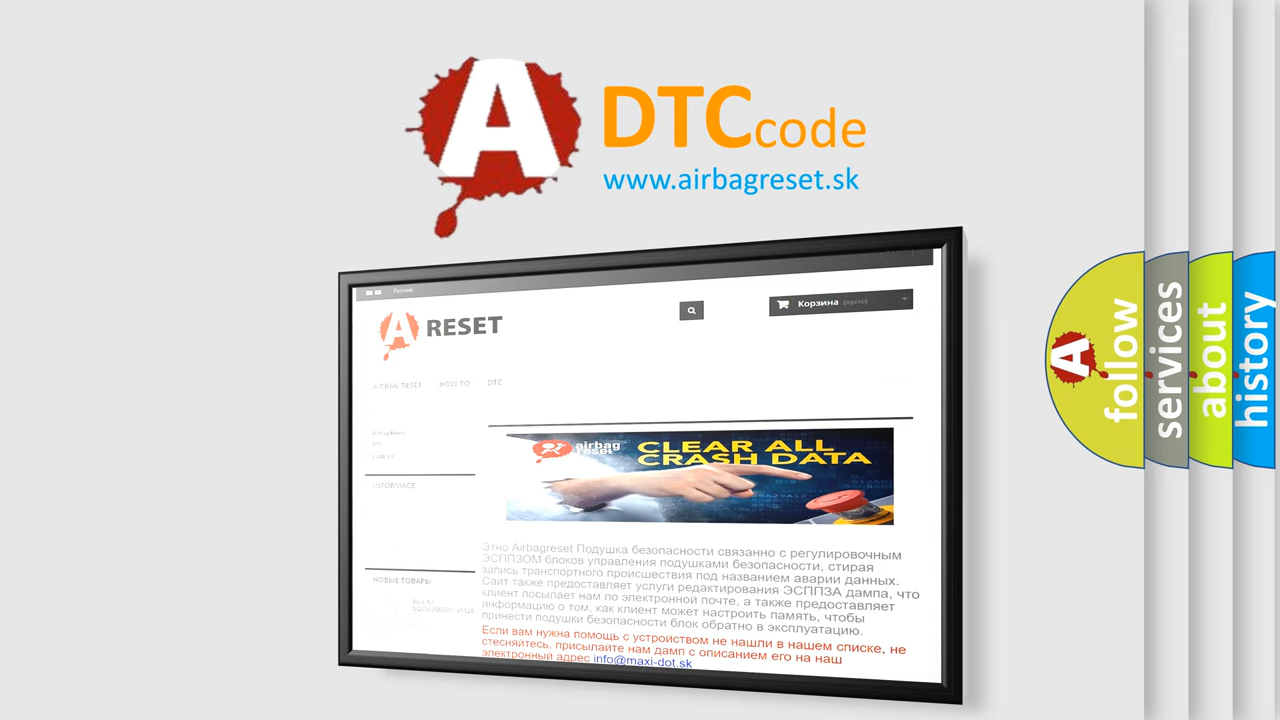 A
DTCcode
www.airbagreset.sk
Русский
A RESET
Корзина (пусто)
AIRBAG RESET HOW TO DTC
INFORMACE
НОВЫЕ ТОВАРЫ
airbag
reset
CLEAR ALL
CRASH DATA
Этно Airbagreset Подушка безопасности связанно с регулировочным
ЭСППЗОМ блоков управления подушками безопасности, стирая
запись транспортного происшествия под названием аварии данных.
Сайт также предоставляет услуги редактирования ЭСППЗА дампа, что
клиент посылает нам по электронной почте, а также предоставляет
информацию о том, как клиент может настроить память, чтобы
принести подушки безопасности блок обратно в эксплуатацию.
Если вам нужна помощь с устройством не нашли в нашем списке, не
стесняйтесь, присылайте нам дамп с описанием его на наш
электронный адрес info@maxi-dot.sk
A
follow
services
about
history